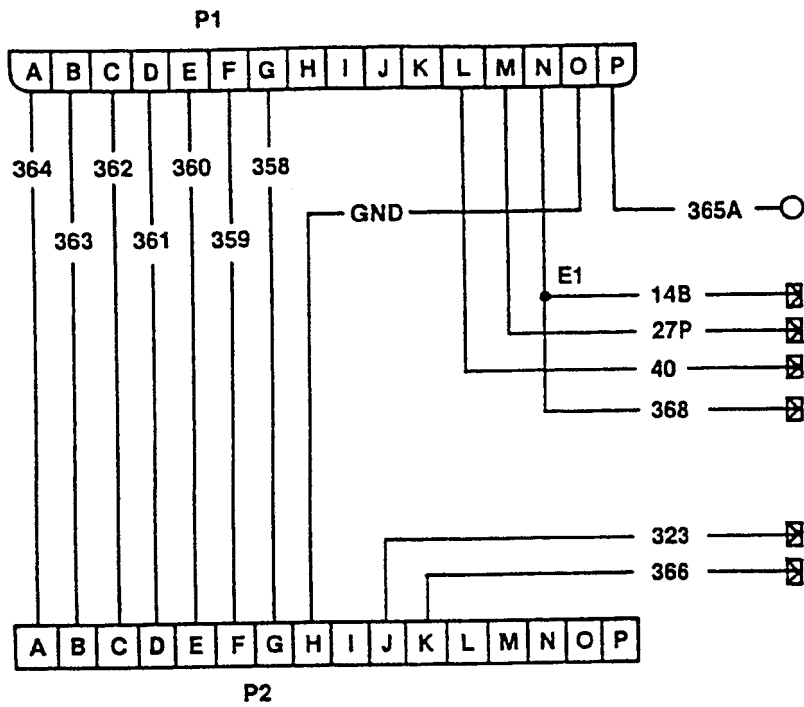 P1
A B C D E F G H I J K L M N O P
364 362 360 358
GND 365A
363 361 359
E1
14B
27P
40
368
323
366
A B C D E F G H I J K L M N O P
P2